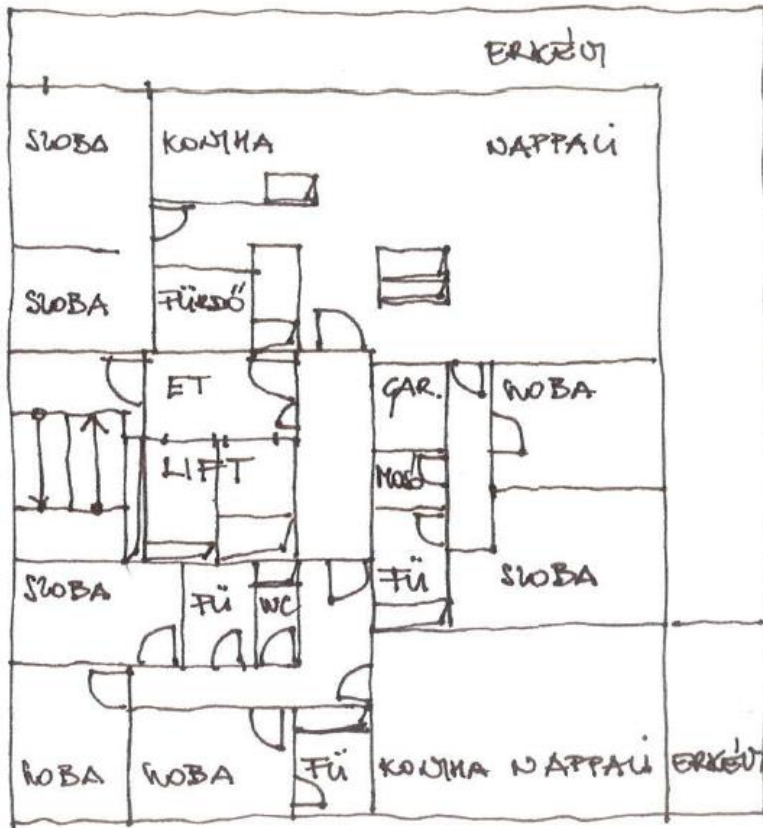 ERKÉLY
SZOBA KONYHA NAPPALI
SZOBA FÜRDŐ
ET GAR. SZOBA
LIFT MOSÓ
SZOBA FÜ WC FÜ SZOBA
SZOBA SZOBA FÜ KONYHA NAPPALI ERKÉLY